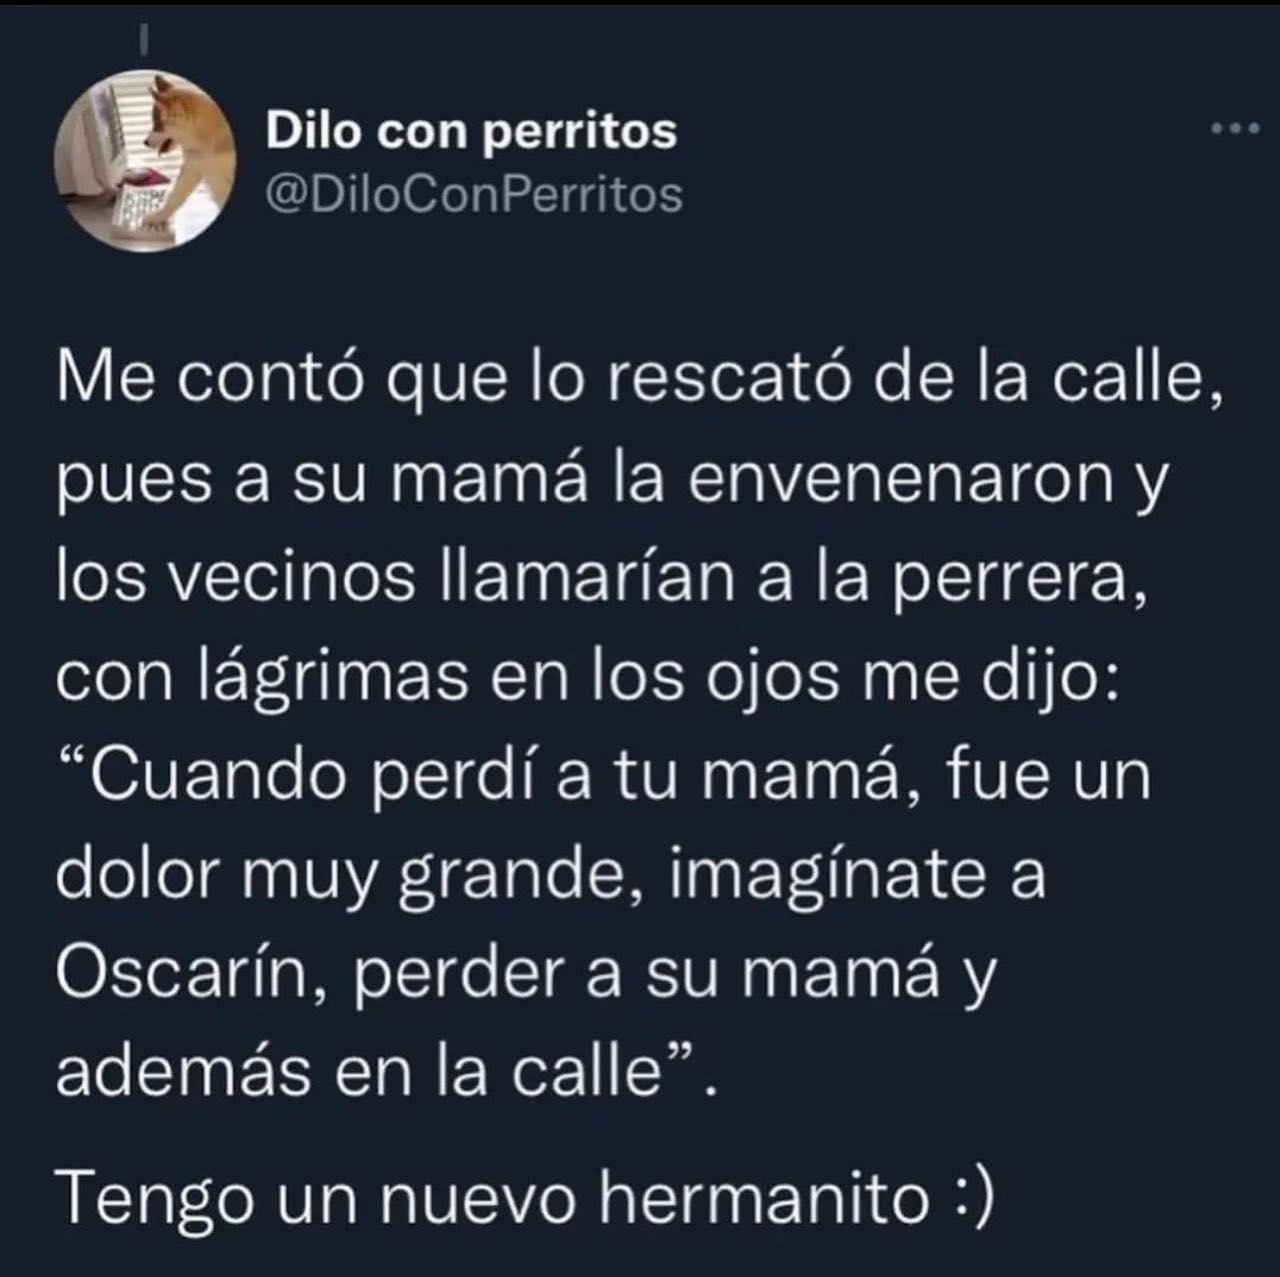 Dilo con perritos
@DiloConPerritos
Me contó que lo rescató de la calle,
pues a su mamá la envenenaron y
los vecinos llamarían a la perrera,
con lágrimas en los ojos me dijo:
“Cuando perdí a tu mamá, fue un
dolor muy grande, imagínate a
Oscarín, perder a su mamá y
además en la calle”.
Tengo un nuevo hermanito :)